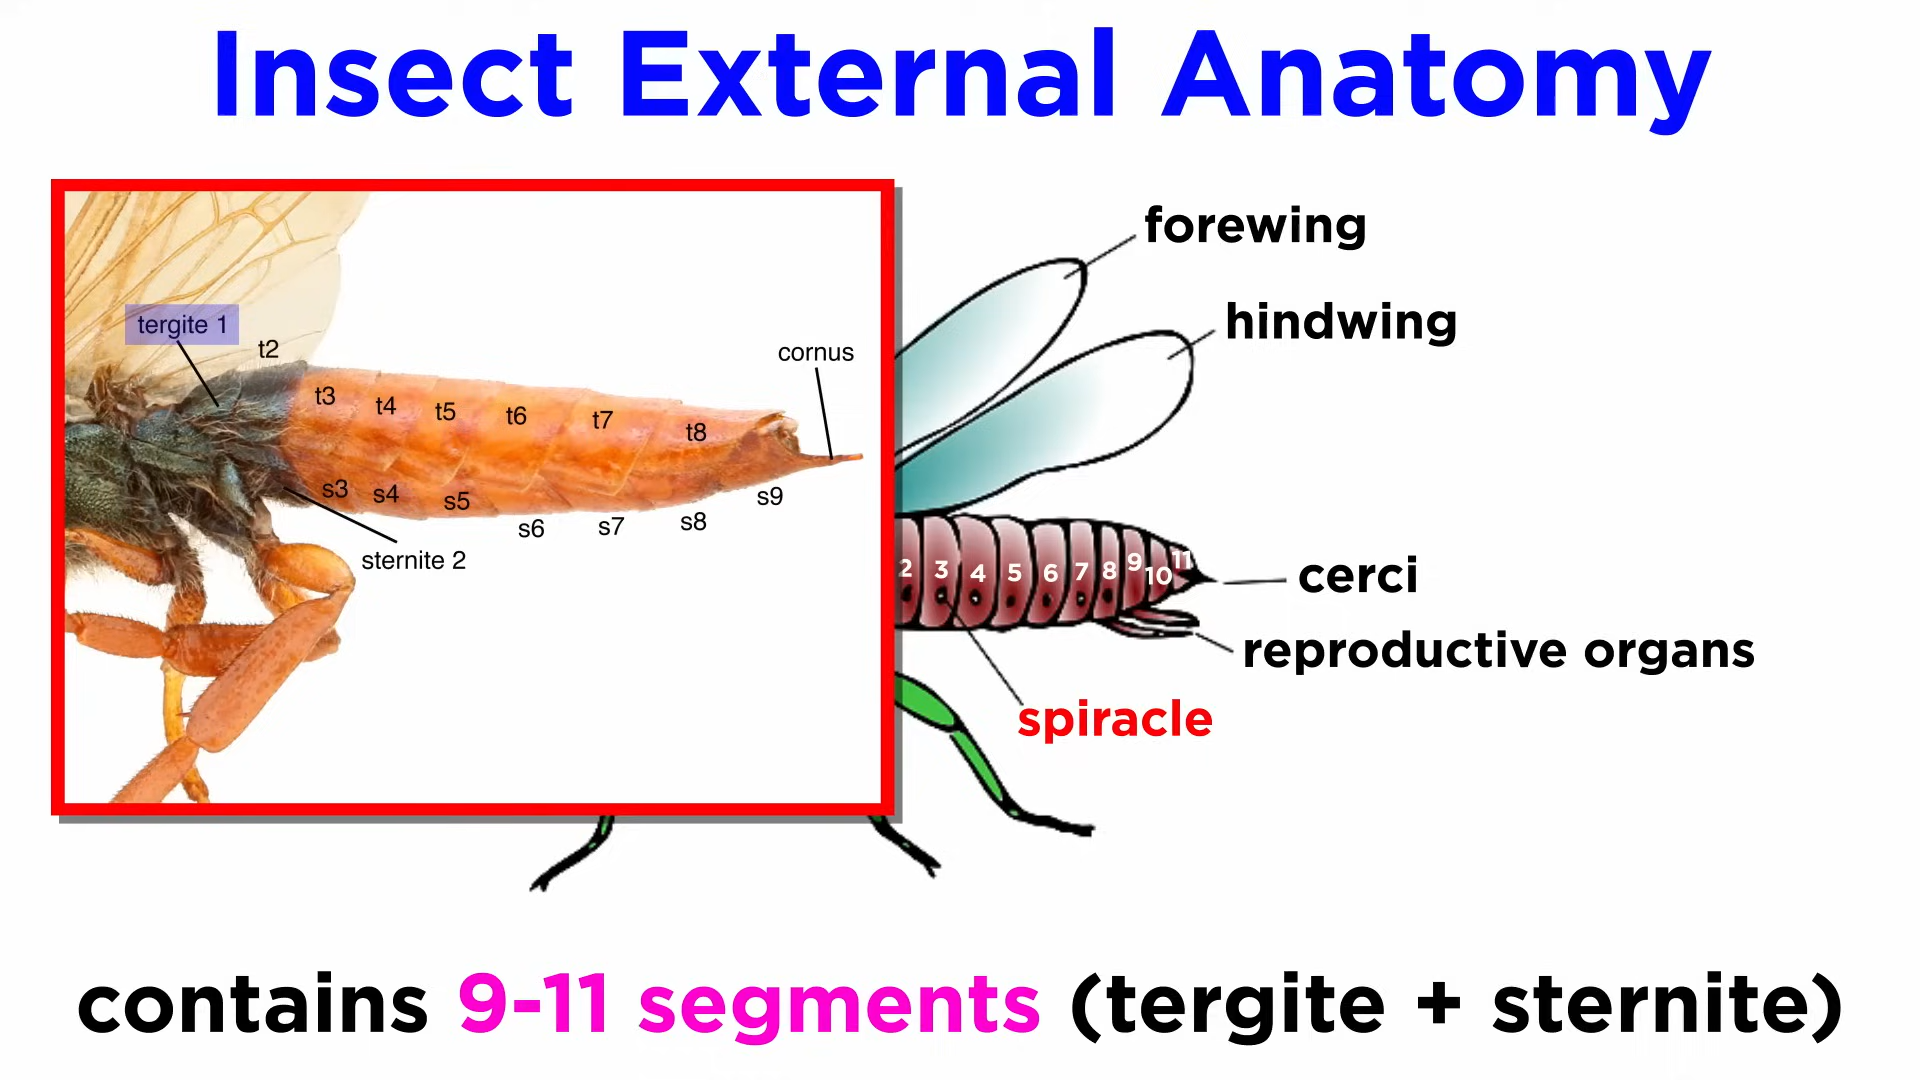 Insect External Anatomy
forewing
hindwing
tergite 1
t2
cornus
t3
t4
t5
t6
t7
t8
s3
s4
s5
s6
s7
s8
s9
sternite 2
2
3
4
5
6
7
8
9
10
11
cerci
reproductive organs
spiracle
contains 9-11 segments (tergite + sternite)